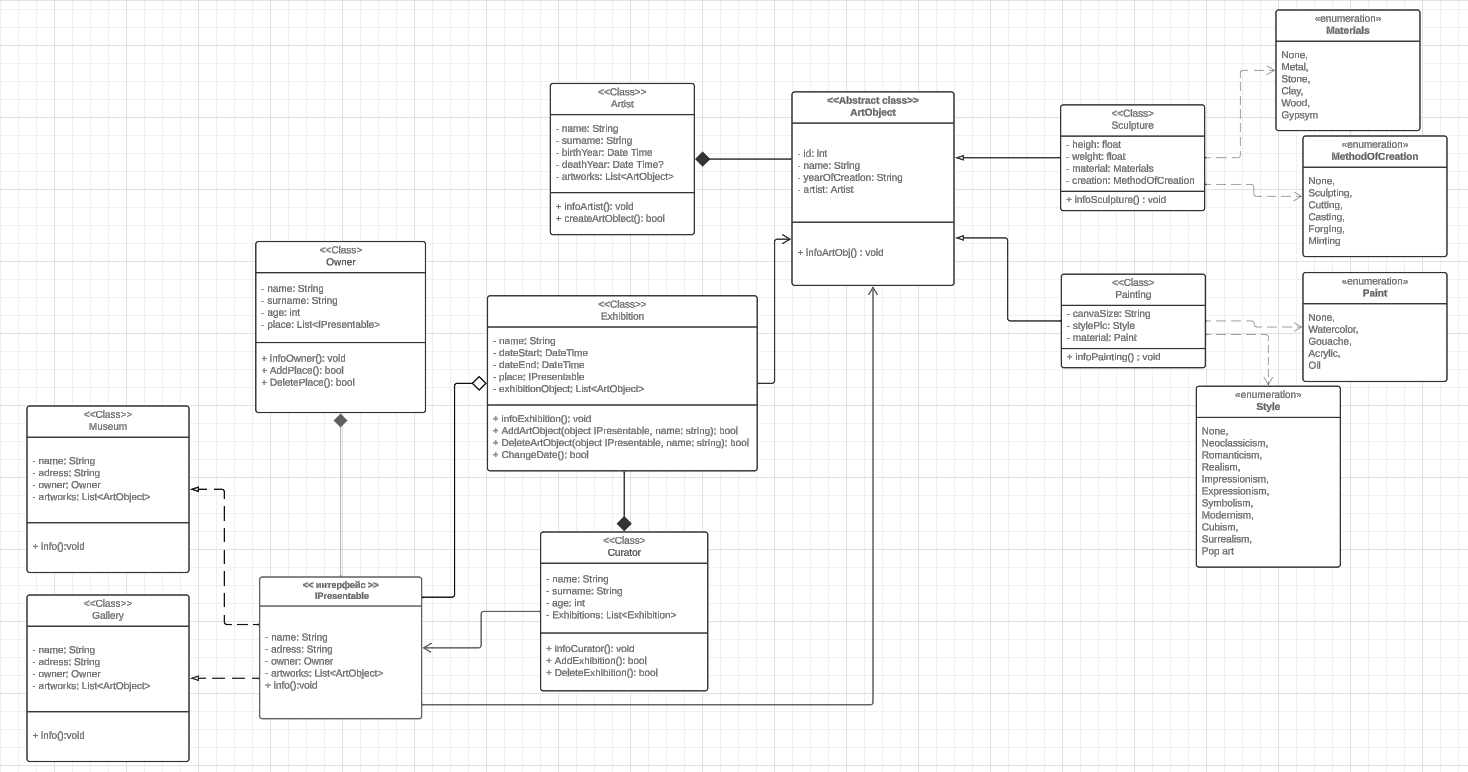 «enumeration»
Materials
None,
Metal,
Stone,
Clay,
Wood,
Gypsym
<<Class>
Artist
- name: String
- surname: String
- birthYear: Date Time
- deathYear: Date Time?
- artworks: List<ArtObject>
+ infoArtist(): void
+ createArtOblect(): bool
<<Abstract class>>
ArtObject
- id: Int
- name: String
- yearOfCreation: String
- artist: Artist
+ infoArtObj() : void
<<Class>
Sculpture
- heigh: float
- weight: float
- material: Materials
- creation: MethodOfCreation
+ infoSculpture() : void
«enumeration»
MethodOfCreation
None,
Sculpting,
Cutting,
Casting,
Forging,
Minting
<<Class>
Owner
- name: String
- surname: String
- age: int
- place: List<IPresentable>
+ infoOwner(): void
+ AddPlace(): bool
+ DeletePlace(): bool
<<Class>>
Exhibition
- name; String
- dateStart; DateTime
- dateEnd; DateTime
- place; IPresentable
- exhibitionObject; List<ArtObject>
+ infoExhibition(); void
+ AddArtObject(object IPresentable, name; string); bool
+ DeleteArtObject(object IPresentable, name; string); bool
+ ChangeDate(); bool
<<Class>
Painting
- canvaSize: String
- stylePic: Style
- material: Paint
+ infoPainting() : void
«enumeration»
Paint
None,
Watercolor,
Gouache,
Acrylic,
Oil
«enumeration»
Style
None,
Neoclassicism,
Romanticism,
Realism,
Impressionism,
Expressionism,
Symbolism,
Modernism,
Cubism,
Surrealism,
Pop art
<<Class>>
Museum
- name; String
- adress; String
- owner; Owner
- artworks; List<ArtObject>
+ info():void
<<Class>>
Gallery
- name; String
- adress; String
- owner; Owner
- artworks; List<ArtObject>
+ info():void
<< интерфейс >>
IPresentable
- name: String
- adress: String
- owner: Owner
- artworks: List<ArtObject>
+ info():void
<<Class>
Curator
- name: String
- surname: String
- age: int
- Exhibitions: List<Exhibition>
+ infoCurator(): void
+ AddExhibition(): bool
+ DeleteExhibition(): bool